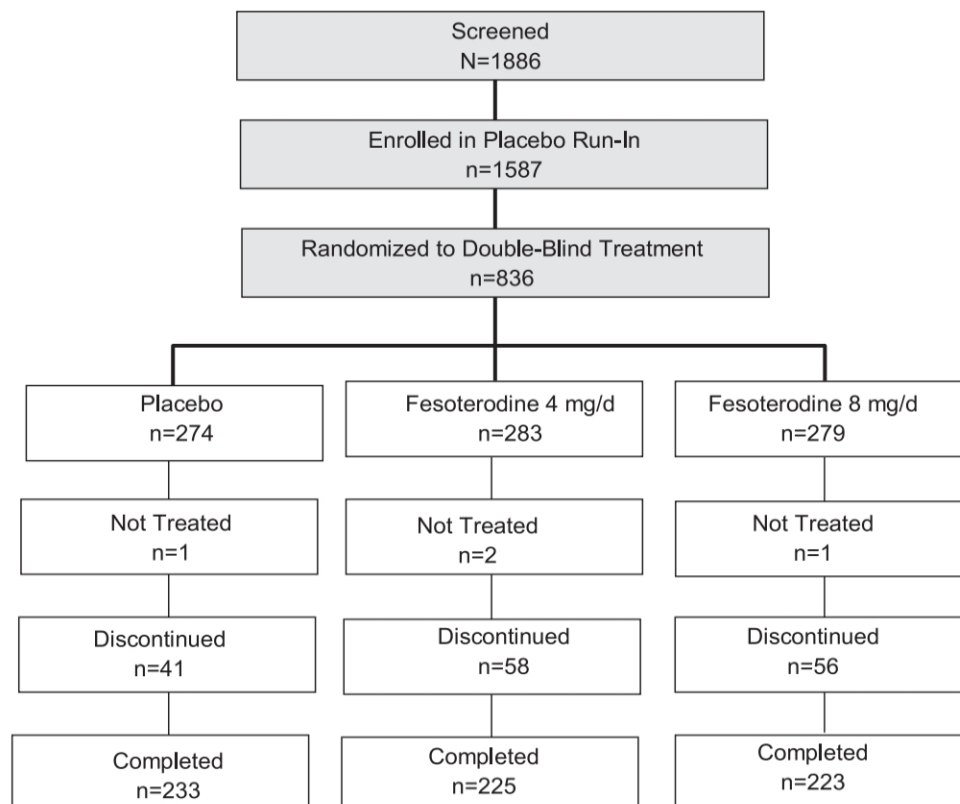 Screened
N=1886
Enrolled in Placebo Run-In
n=1587
Randomized to Double-Blind Treatment
n=836
Placebo
n=274
Fesoterodine 4 mg/d
n=283
Fesoterodine 8 mg/d
n=279
Not Treated
n=1
Not Treated
n=2
Not Treated
n=1
Discontinued
n=41
Discontinued
n=58
Discontinued
n=56
Completed
n=233
Completed
n=225
Completed
n=223